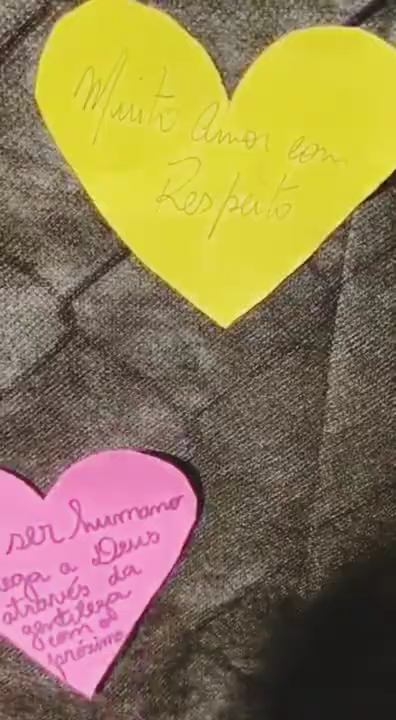 Muito Amor com
Respeito
ser humano
ega a Deus
através da
gentileza
com o
próximo